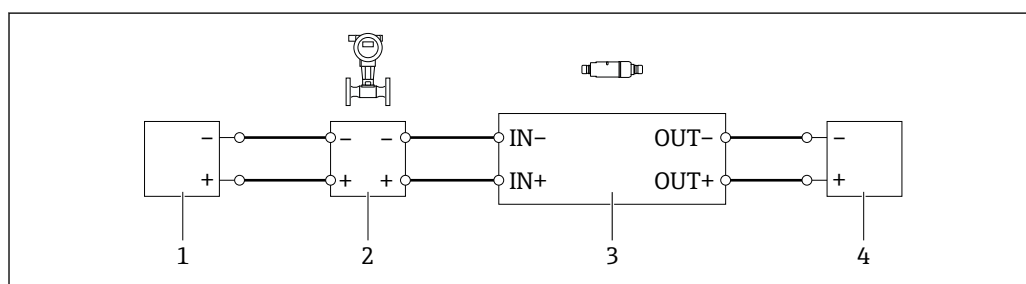 − − − IN− OUT− −
+ + + IN+ OUT+ +
1 2 3 4